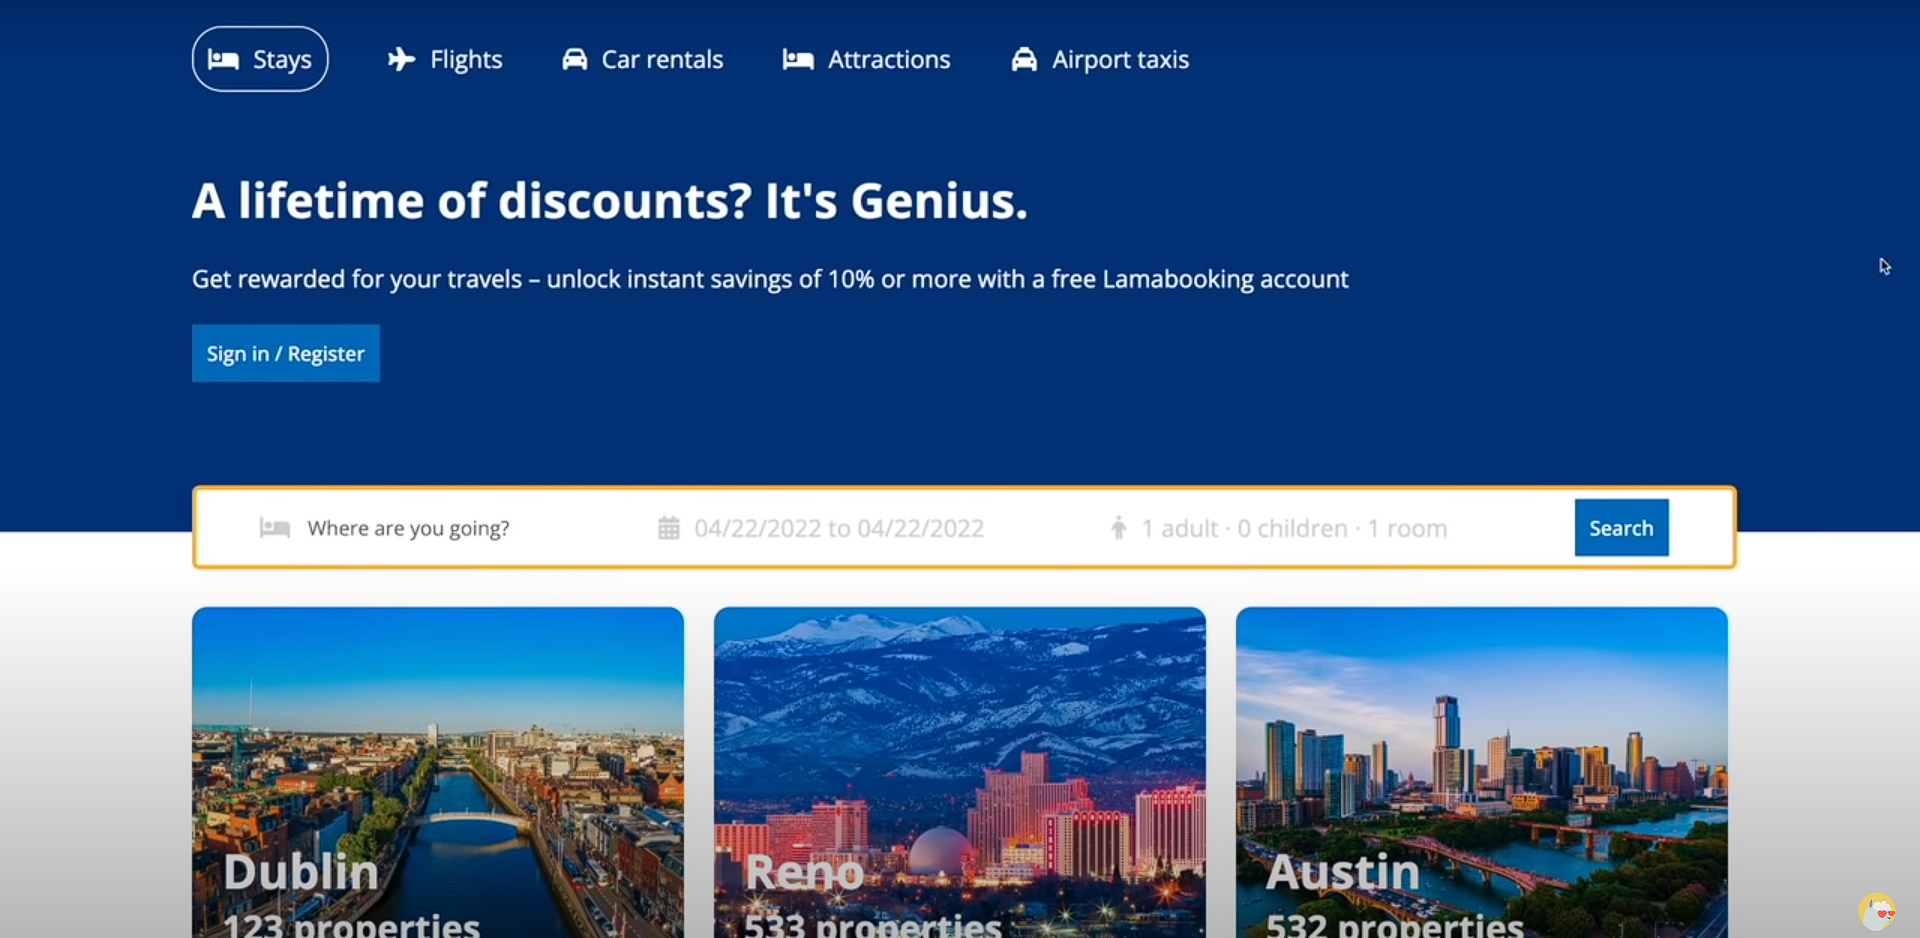 Stays Flights Car rentals Attractions Airport taxis
A lifetime of discounts? It's Genius.
Get rewarded for your travels – unlock instant savings of 10% or more with a free Lamabooking account
Sign in / Register
Where are you going? 04/22/2022 to 04/22/2022 1 adult · 0 children · 1 room Search
Dublin
123 properties
Reno
533 properties
Austin
532 properties